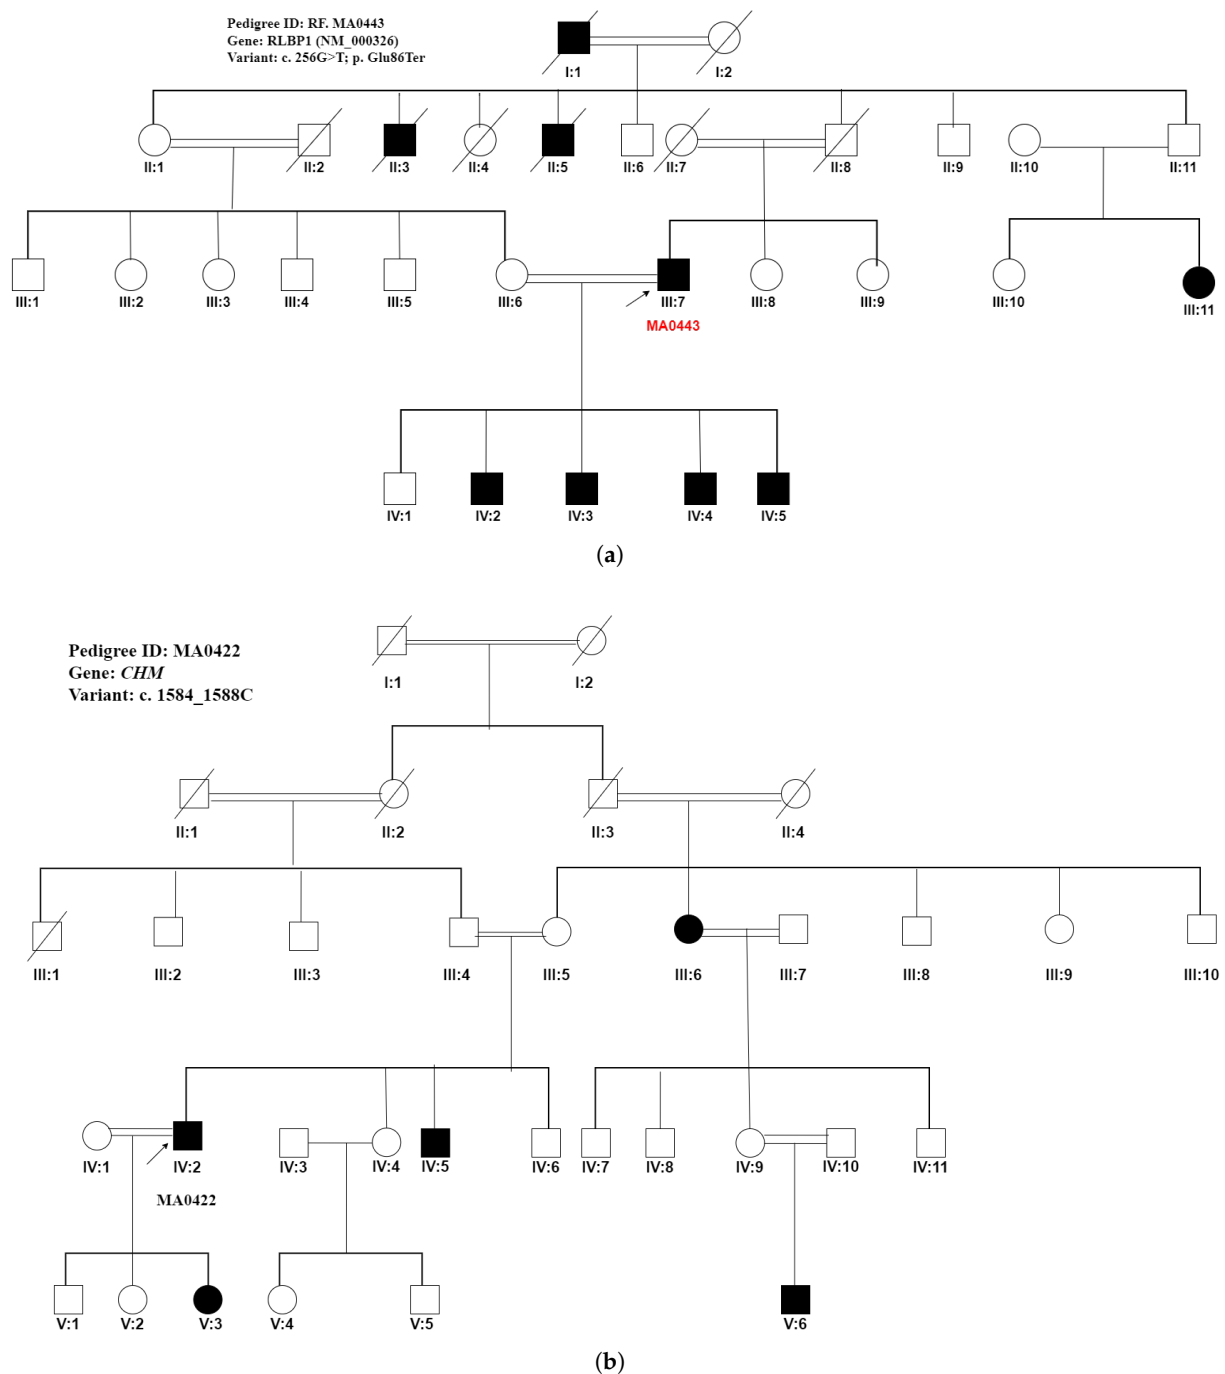 Pedigree ID: RF. MA0443
Gene: RLBP1 (NM_000326)
Variant: c. 256G>T; p. Glu86Ter
I:1 I:2
II:1 II:2 II:3 II:4 II:5 II:6 II:7 II:8 II:9 II:10 II:11
III:1 III:2 III:3 III:4 III:5 III:6 III:7 III:8 III:9 III:10 III:11
MA0443
IV:1 IV:2 IV:3 IV:4 IV:5
(a)
Pedigree ID: MA0422
Gene: CHM
Variant: c. 1584_1588C
I:1 I:2
II:1 II:2 II:3 II:4
III:1 III:2 III:3 III:4 III:5 III:6 III:7 III:8 III:9 III:10
IV:1 IV:2 IV:3 IV:4 IV:5 IV:6 IV:7 IV:8 IV:9 IV:10 IV:11
MA0422
V:1 V:2 V:3 V:4 V:5 V:6
(b)